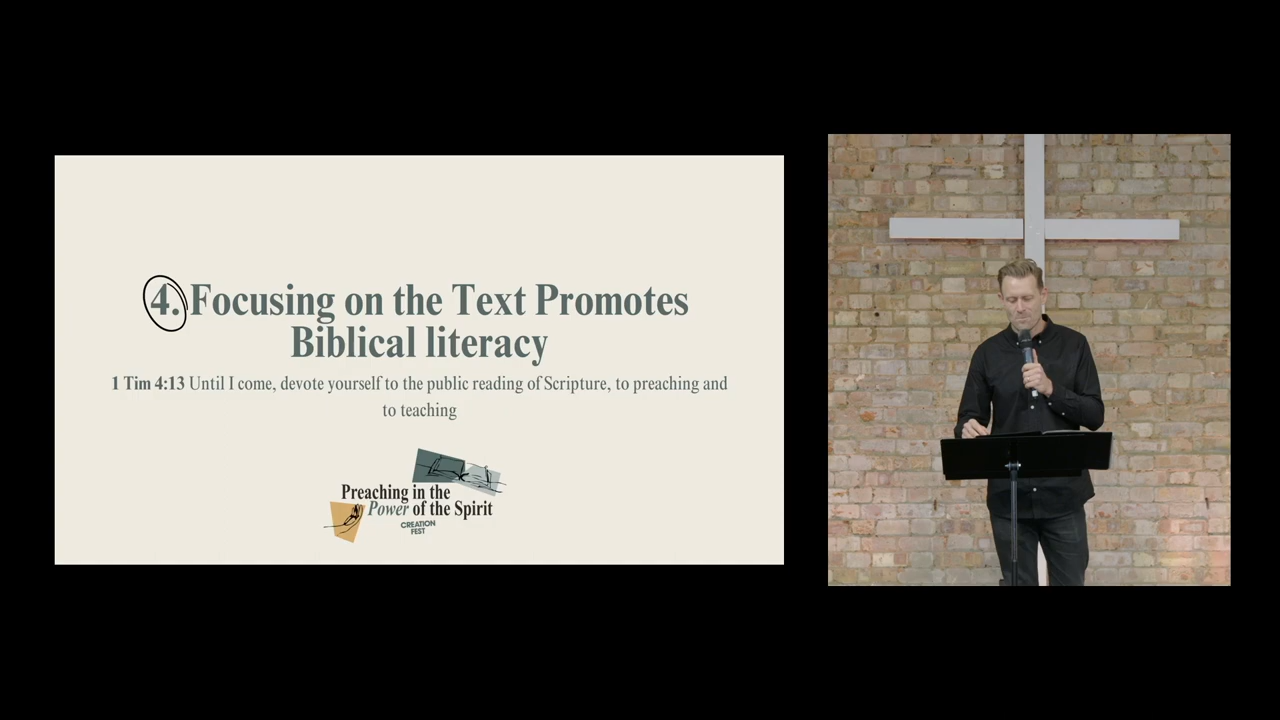 4. Focusing on the Text Promotes
Biblical literacy
1 Tim 4:13 Until I come, devote yourself to the public reading of Scripture, to preaching and
to teaching
Preaching in the
Power of the Spirit
CREATION
FEST